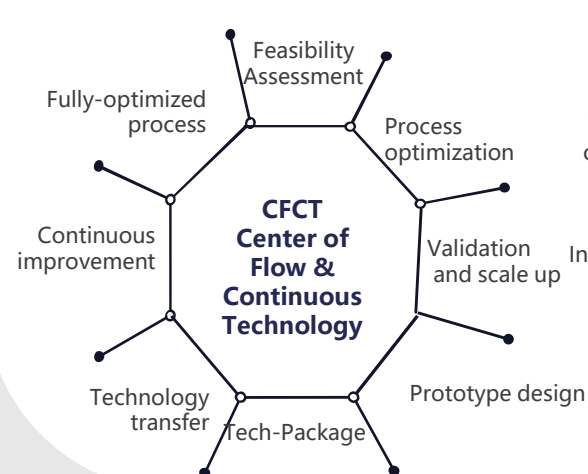 Feasibility
Assessment
Fully-optimized
process
Process
optimization
CFCT
Center of
Flow &
Continuous
Technology
Continuous
improvement
Validation
and scale up
In
Prototype design
Technology
transfer
Tech-Package